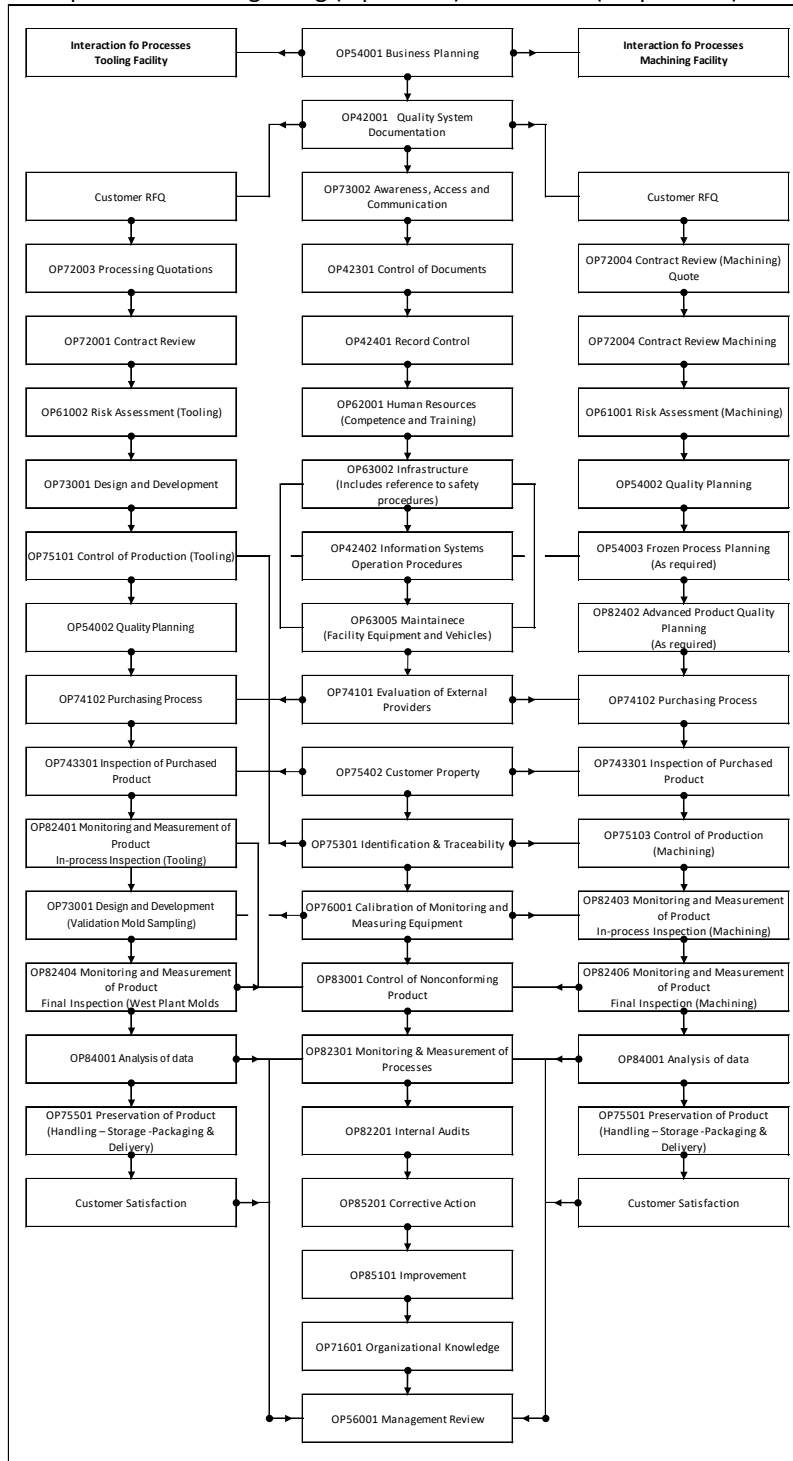 Interaction fo Processes
Tooling Facility
OP54001 Business Planning
Interaction fo Processes
Machining Facility
OP42001 Quality System
Documentation
Customer RFQ
OP73002 Awareness, Access and
Communication
Customer RFQ
OP72003 Processing Quotations
OP42301 Control of Documents
OP72004 Contract Review (Machining)
Quote
OP72001 Contract Review
OP42401 Record Control
OP72004 Contract Review Machining
OP61002 Risk Assessment (Tooling)
OP62001 Human Resources
(Competence and Training)
OP61001 Risk Assessment (Machining)
OP73001 Design and Development
OP63002 Infrastructure
(Includes reference to safety
procedures)
OP54002 Quality Planning
OP75101 Control of Production (Tooling)
OP42402 Information Systems
Operation Procedures
OP54003 Frozen Process Planning
(As required)
OP54002 Quality Planning
OP63005 Maintainece
(Facility Equipment and Vehicles)
OP82402 Advanced Product Quality
Planning
(As required)
OP74102 Purchasing Process
OP74101 Evaluation of External
Providers
OP74102 Purchasing Process
OP743301 Inspection of Purchased
Product
OP75402 Customer Property
OP743301 Inspection of Purchased
Product
OP82401 Monitoring and Measurement of
Product
In-process Inspection (Tooling)
OP75301 Identification & Traceability
OP75103 Control of Production
(Machining)
OP73001 Design and Development
(Validation Mold Sampling)
OP76001 Calibration of Monitoring and
Measuring Equipment
OP82403 Monitoring and Measurement
of Product
In-process Inspection (Machining)
OP82404 Monitoring and Measurement
of Product
Final Inspection (West Plant Molds
OP83001 Control of Nonconforming
Product
OP82406 Monitoring and Measurement
of Product
Final Inspection (Machining)
OP84001 Analysis of data
OP82301 Monitoring & Measurement of
Processes
OP84001 Analysis of data
OP75501 Preservation of Product
(Handling – Storage -Packaging &
Delivery)
OP82201 Internal Audits
OP75501 Preservation of Product
(Handling – Storage -Packaging &
Delivery)
Customer Satisfaction
OP85201 Corrective Action
Customer Satisfaction
OP85101 Improvement
OP71601 Organizational Knowledge
OP56001 Management Review